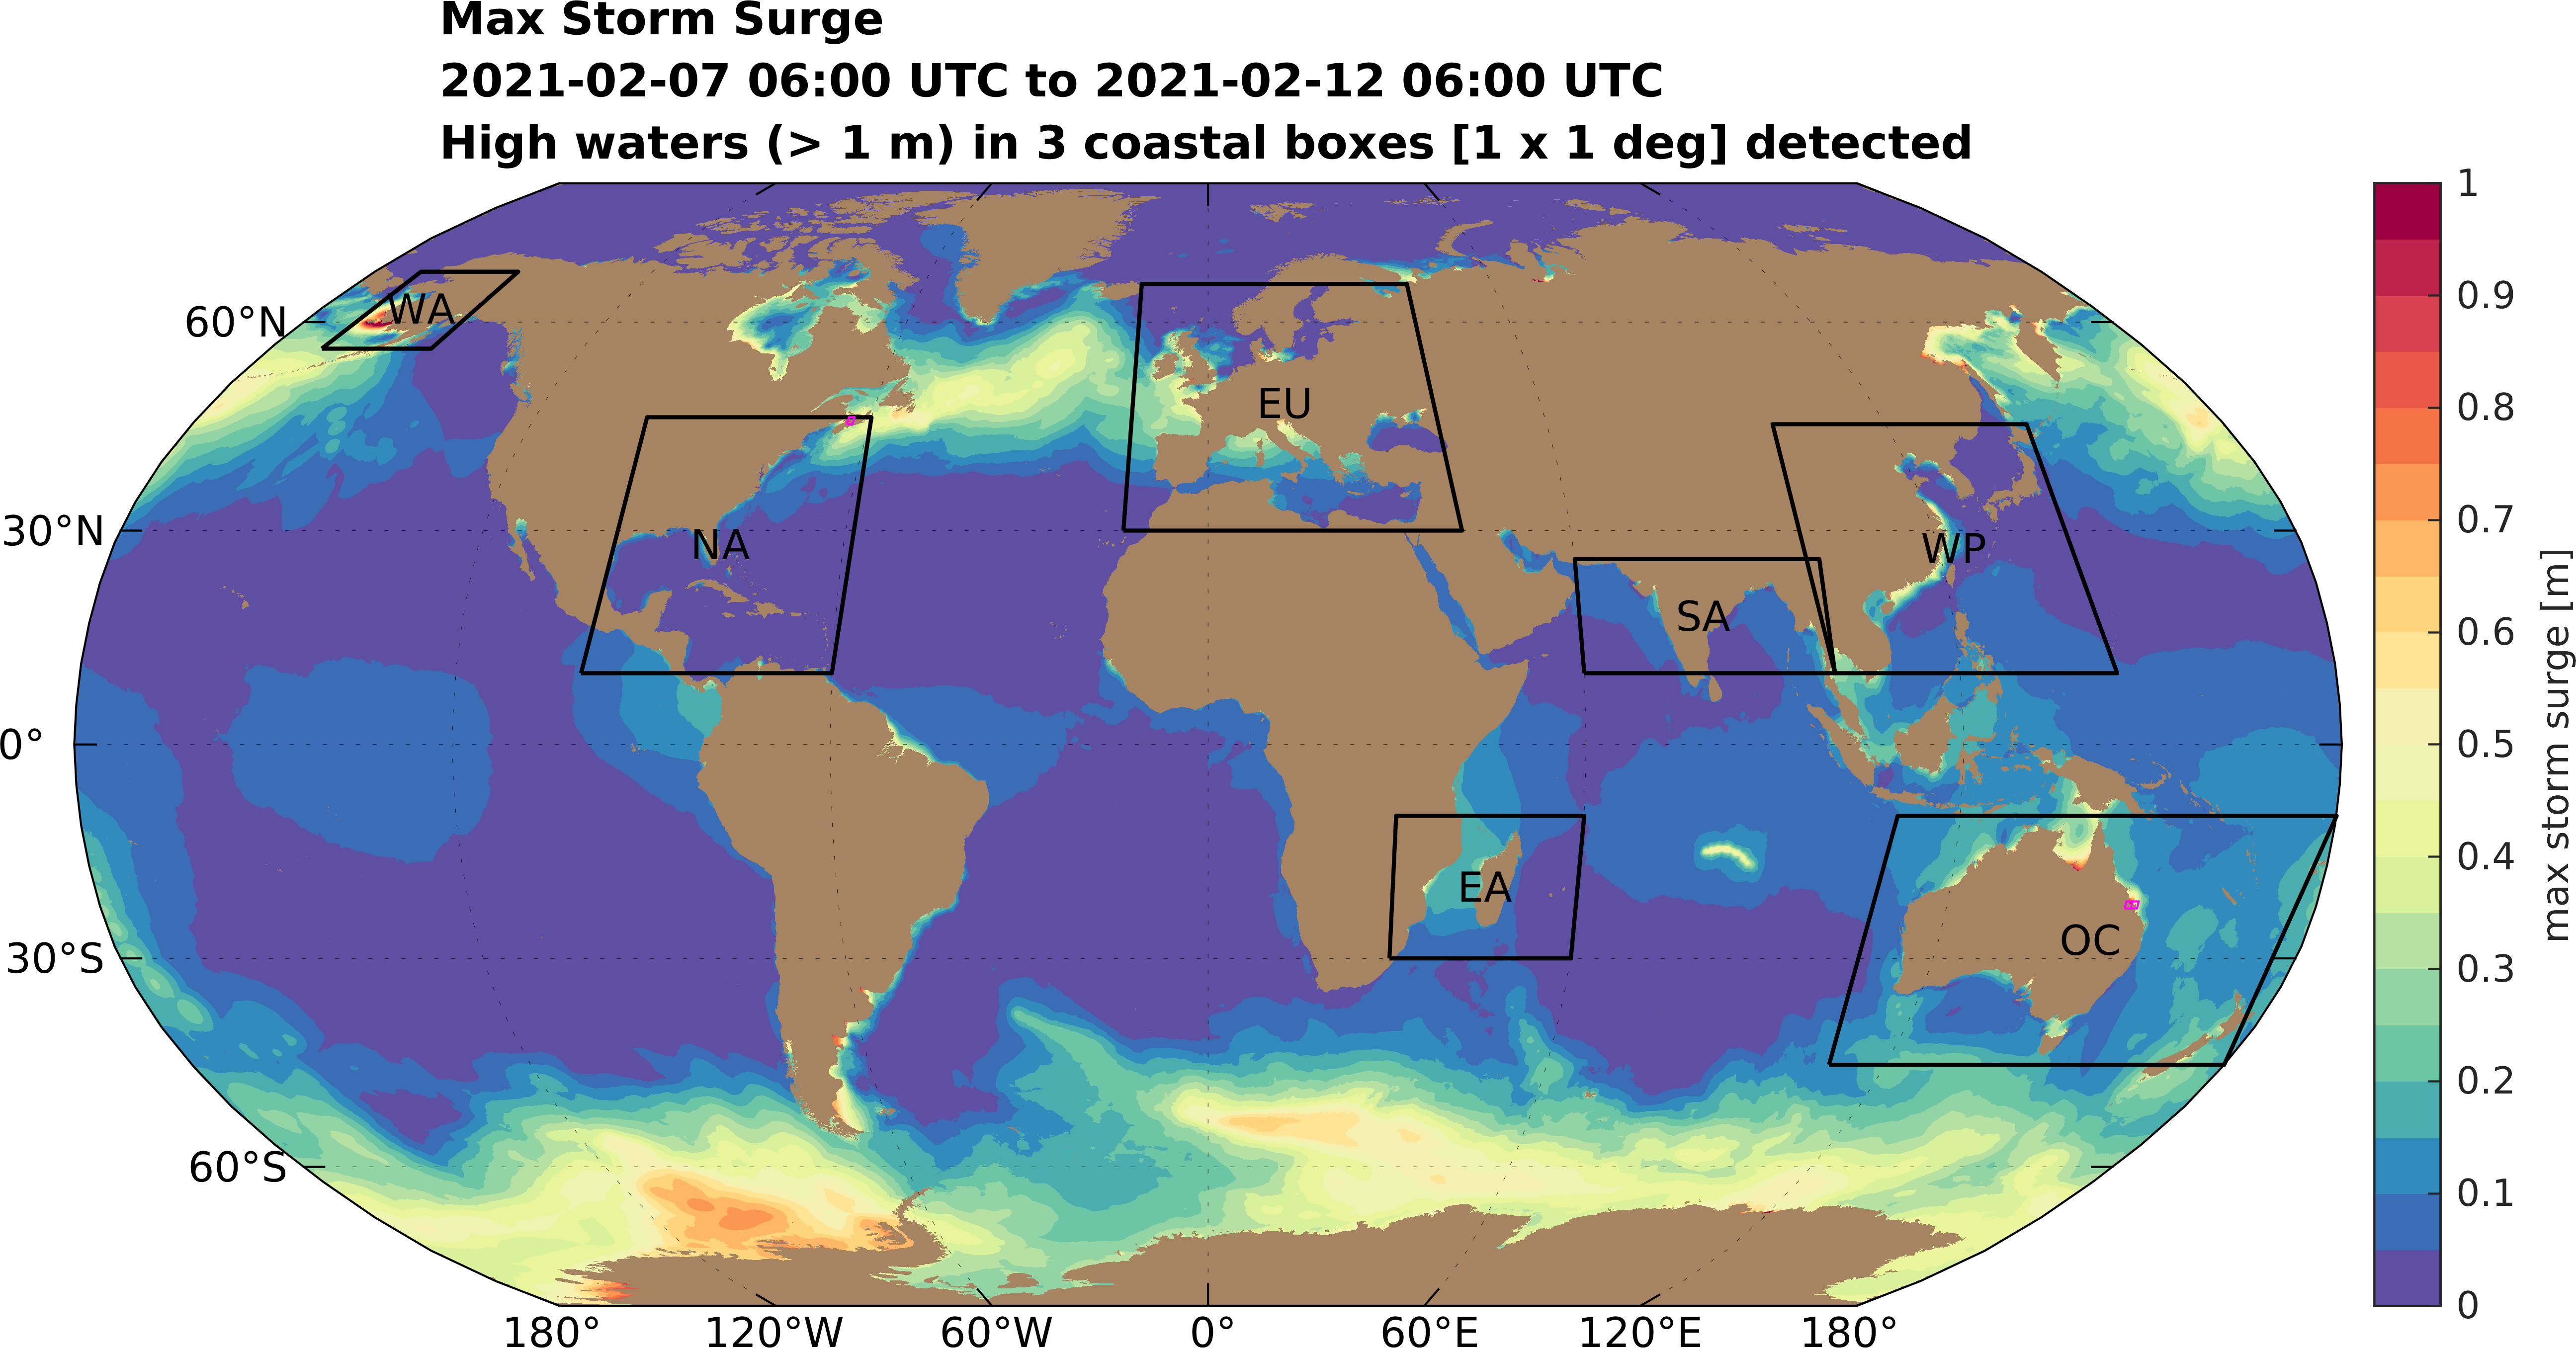 Max Storm Surge
2021-02-07 06:00 UTC to 2021-02-12 06:00 UTC
High waters (> 1 m) in 3 coastal boxes [1 x 1 deg] detected
60°N
30°N
0°
30°S
60°S
WA
NA
EU
SA
WP
EA
OC
180°
120°W
60°W
0°
60°E
120°E
180°
1
0.9
0.8
0.7
0.6
0.5
0.4
0.3
0.2
0.1
0
max storm surge [m]